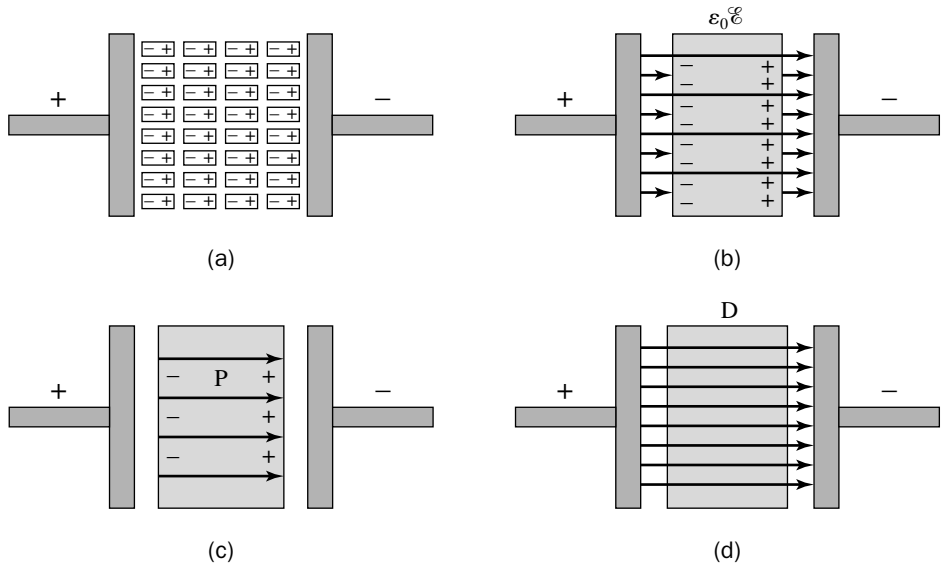 − + − + − + − +
− + − + − + − +
− + − + − + − +
− + − + − + − +
− + − + − + − +
− + − + − + − +
− + − + − + − +
− + − + − + − +
+ −
(a)
ε₀ℰ
− +
− +
− +
− +
− +
− +
− +
− +
+ −
(b)
− P +
− +
− +
+ −
(c)
D
+ −
(d)